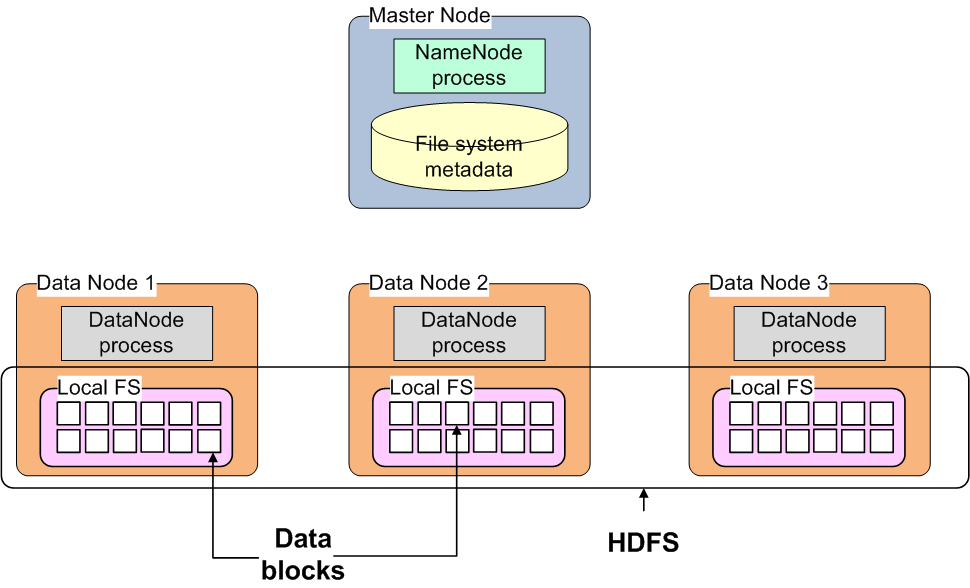 Master Node
NameNode
process
File system
metadata
Data Node 1
Data Node 2
Data Node 3
DataNode
process
DataNode
process
DataNode
process
Local FS
Local FS
Local FS
Data
blocks
HDFS